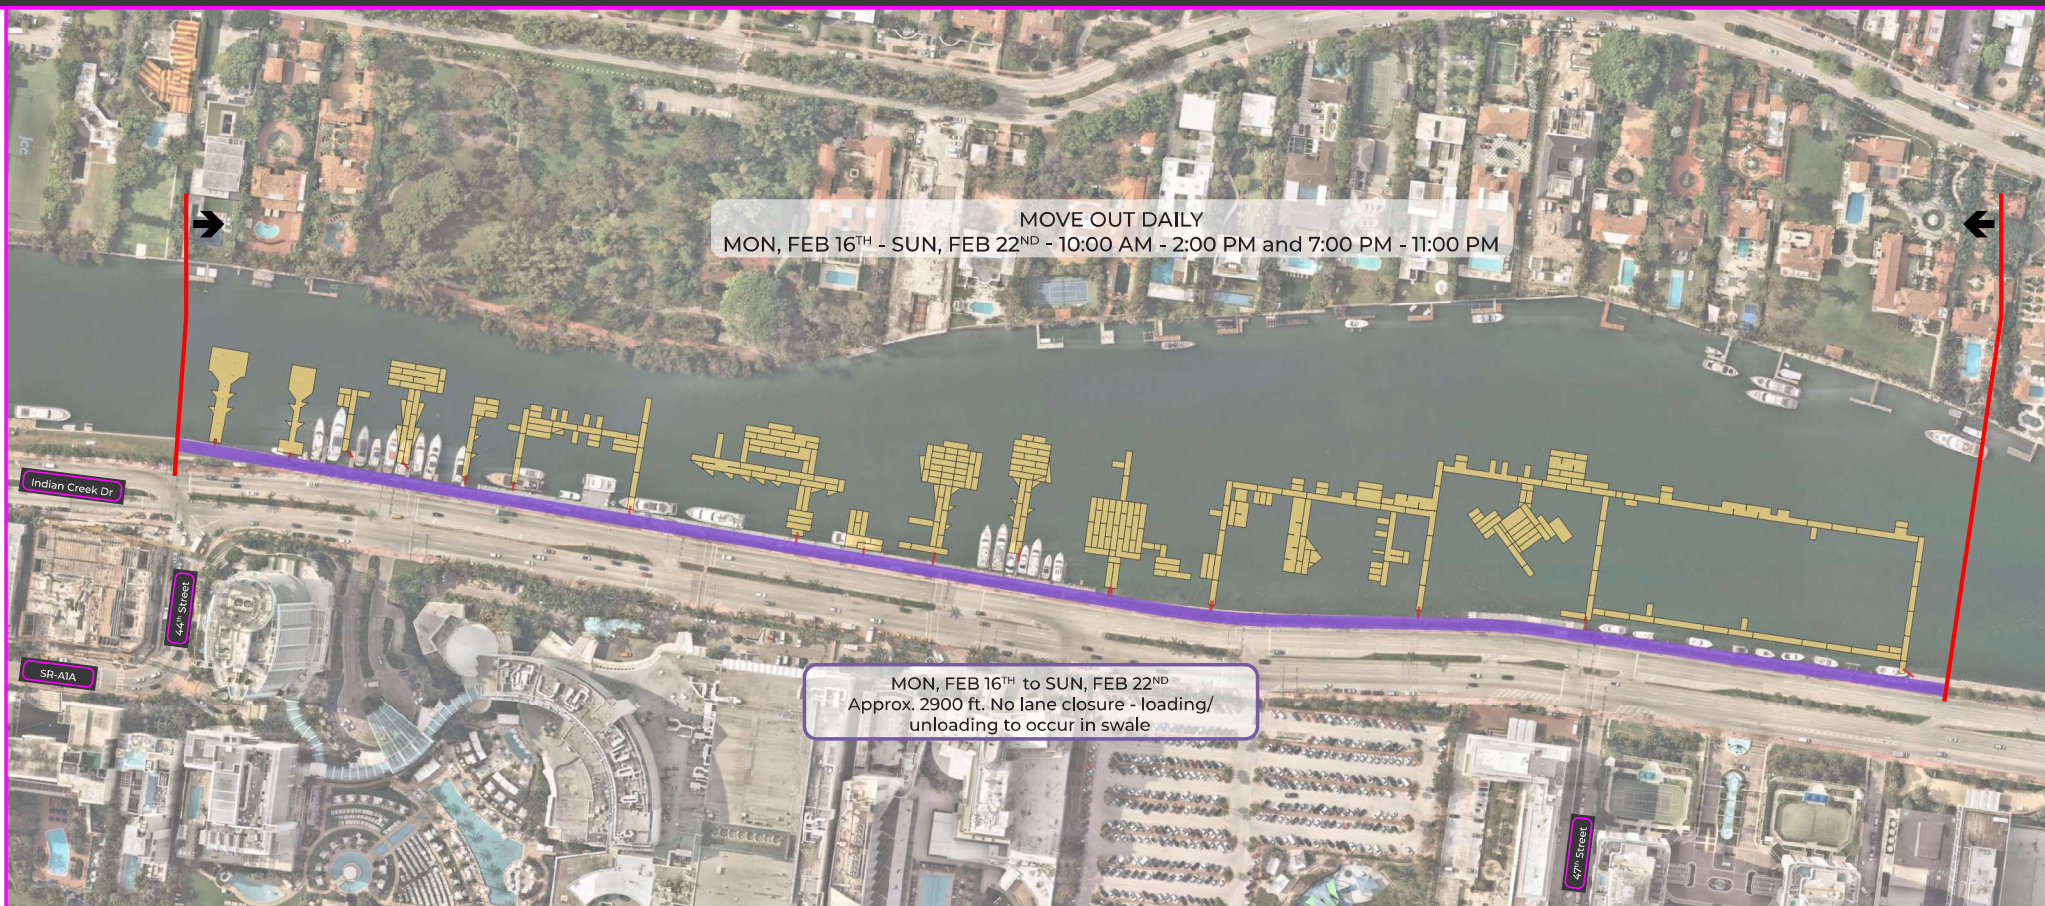 JCC
MOVE OUT DAILY
MON, FEB 16TH - SUN, FEB 22ND - 10:00 AM - 2:00 PM and 7:00 PM - 11:00 PM
Indian Creek Dr
44th Street
SR-A1A
MON, FEB 16TH to SUN, FEB 22ND
Approx. 2900 ft. No lane closure - loading/
unloading to occur in swale
47th Street